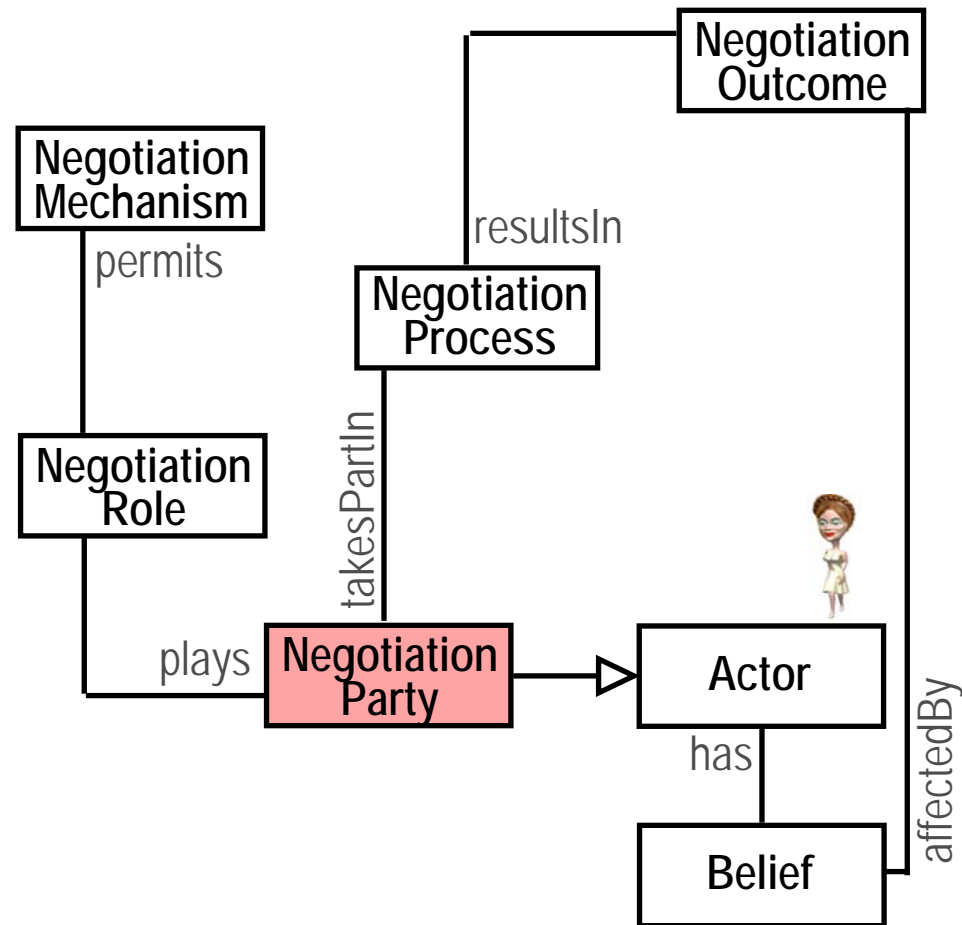 Negotiation
Outcome
Negotiation
Mechanism
permits
resultsIn
Negotiation
Process
Negotiation
Role
takesPartIn
plays
Negotiation
Party
Actor
has
affectedBy
Belief